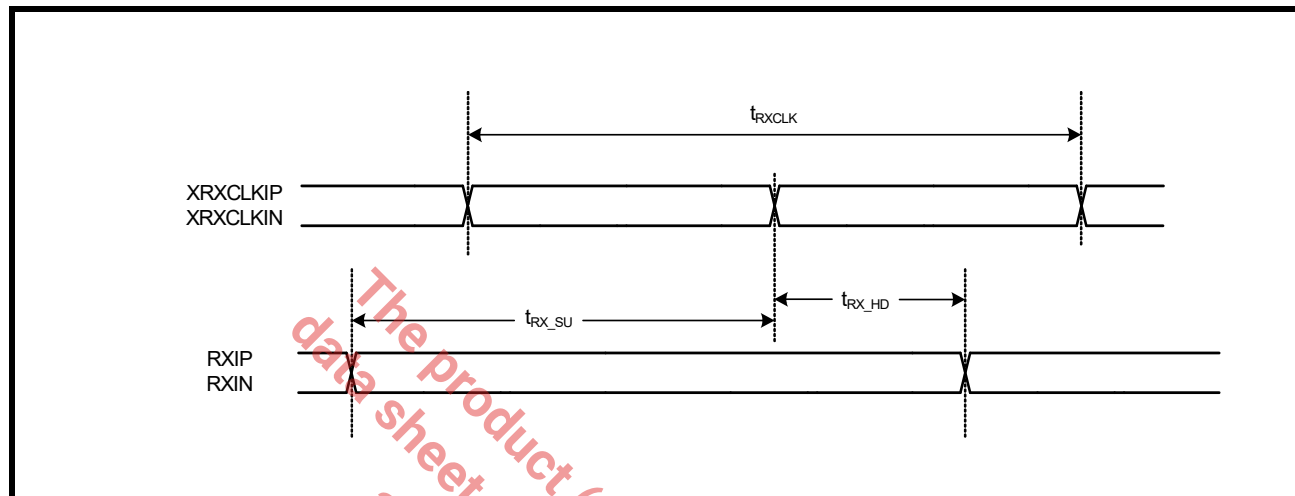 tRXCLK
XRXCLKIP
XRXCLKIN
tRX_HD
tRX_SU
RXIP
RXIN
The product (
data sheet